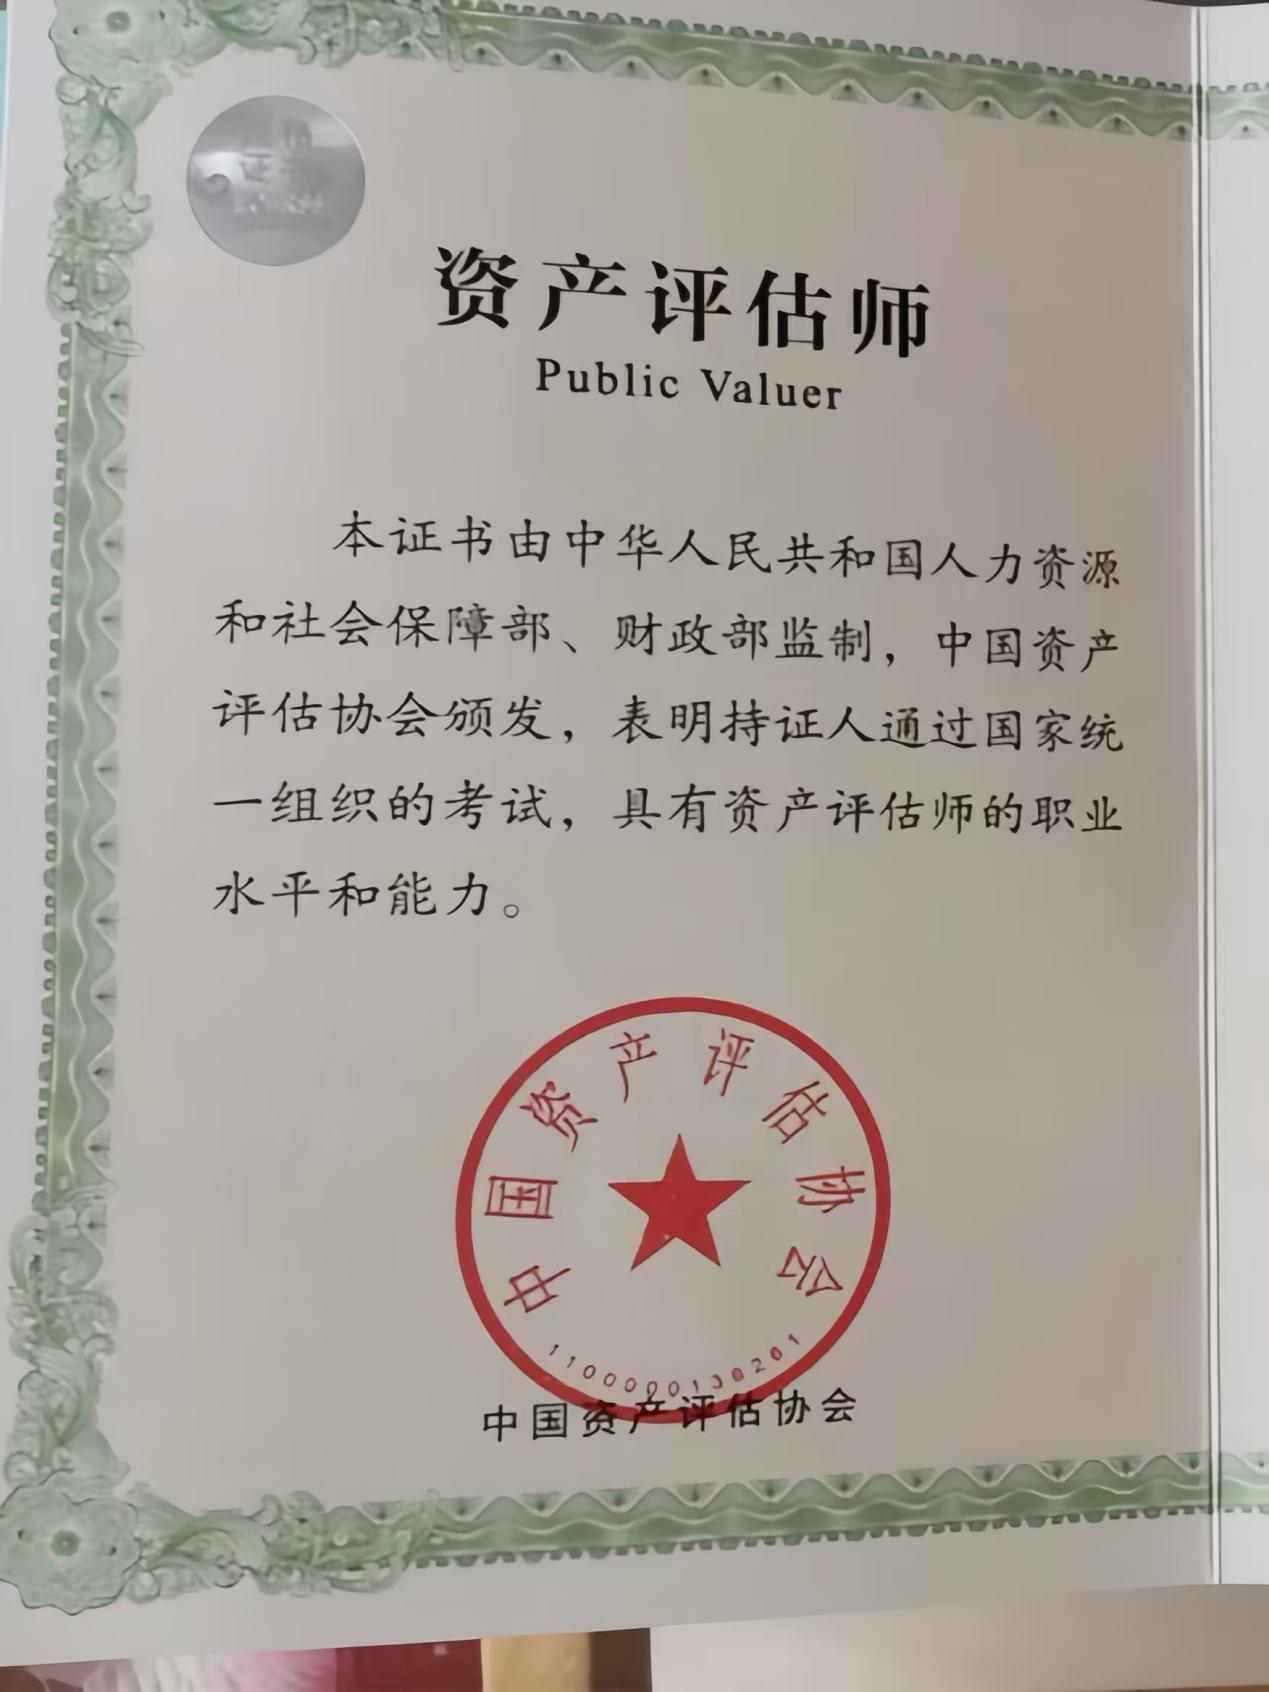 资产评估师
Public Valuer
本证书由中华人民共和国人力资源
和社会保障部、财政部监制，中国资产
评估协会颁发，表明持证人通过国家统
一组织的考试，具有资产评估师的职业
水平和能力。
中国资产评估协会
1100000130201
中国资产评估协会